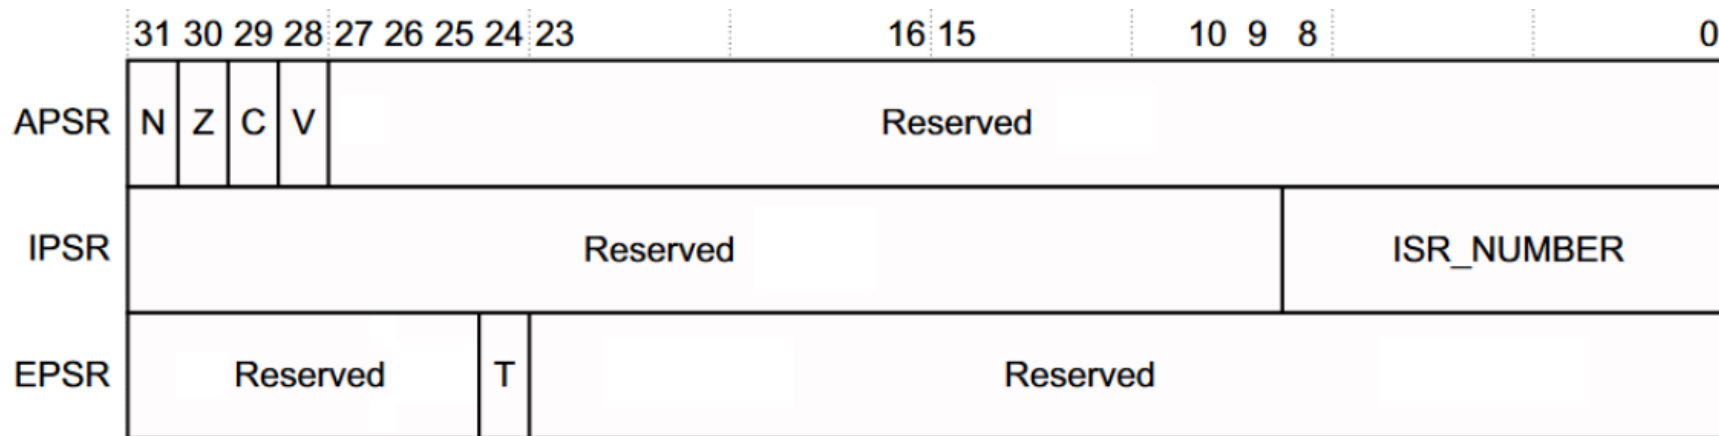 31 30 29 28 27 26 25 24 23 16 15 10 9 8 0
APSR N Z C V Reserved
IPSR Reserved ISR_NUMBER
EPSR Reserved T Reserved